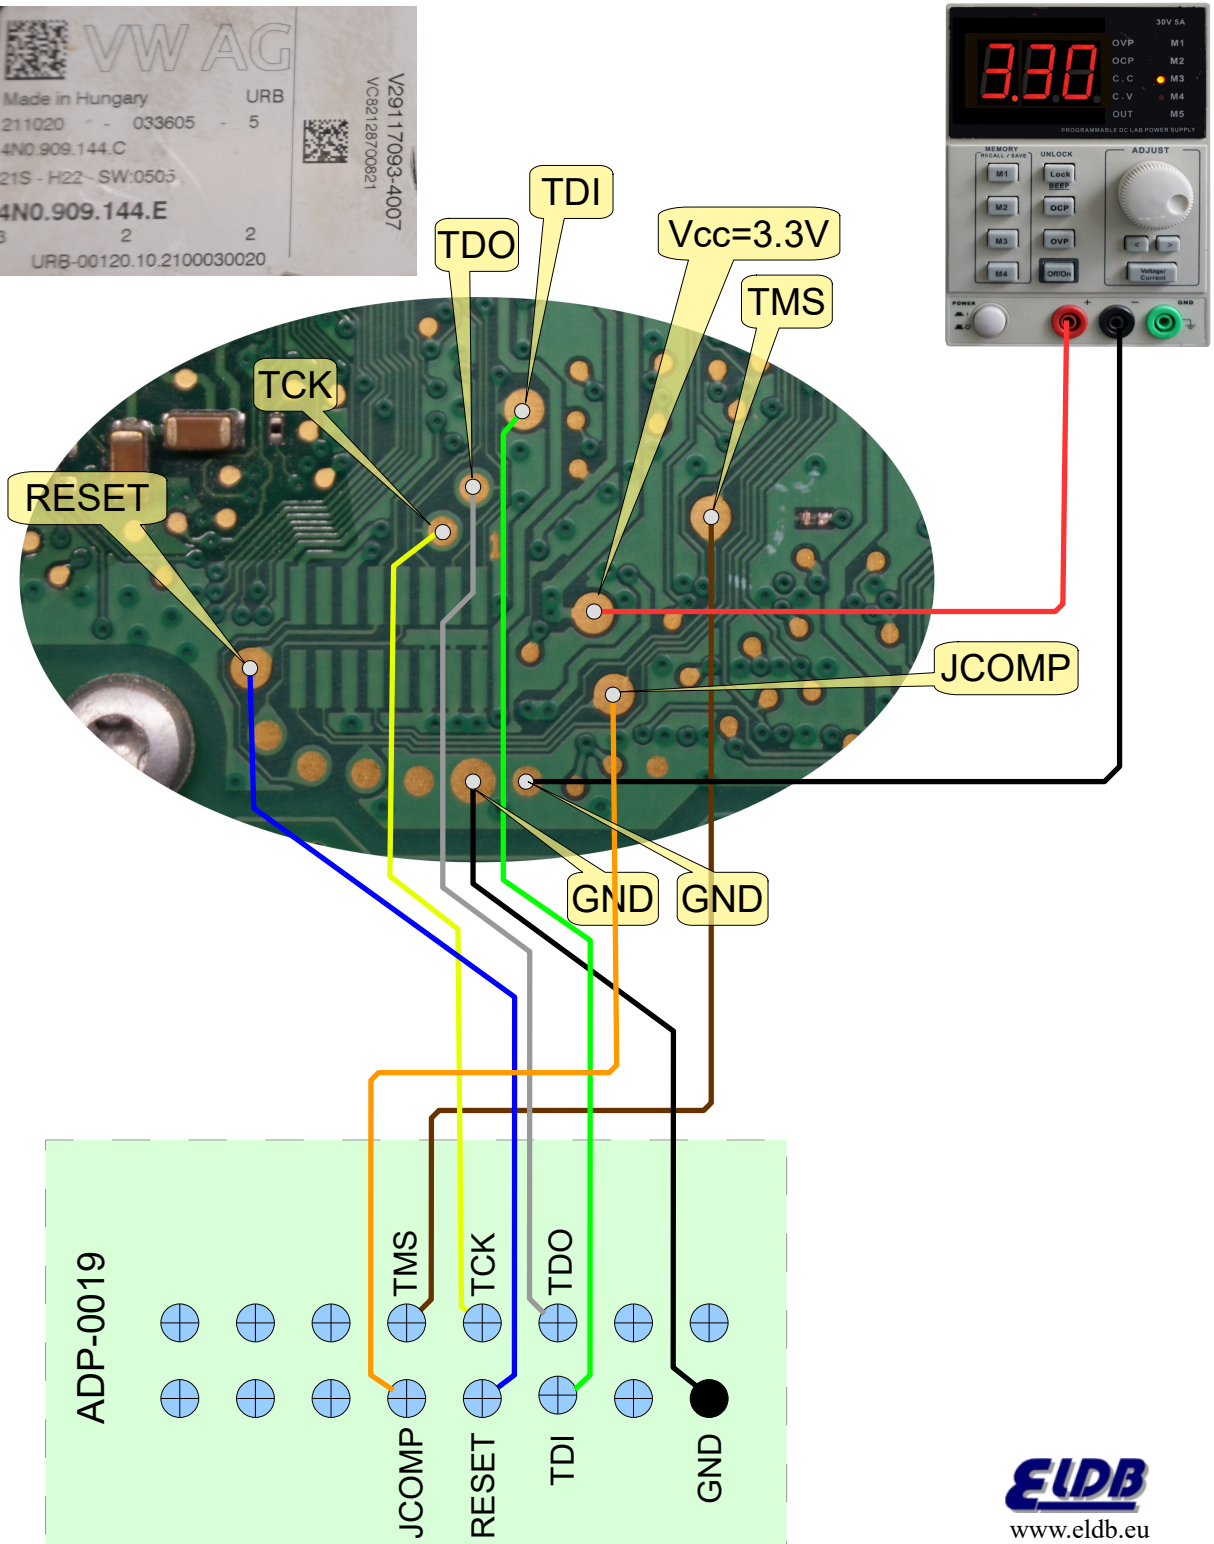 VW AG
Made in Hungary URB
211020 - 033605 - 5
4N0.909.144.C
21S - H22 - SW:0505
4N0.909.144.E
3 2 2
URB-00120.10.2100030020
V29117093-4007
VC82128700821
30V 5A
3.30
OVP M1
OCP M2
C.C M3
C.V M4
OUT M5
PROGRAMMABLE DC LAB POWER SUPPLY
MEMORY
RECALL / SAVE
UNLOCK
ADJUST
M1
Lock
BEEP
M2
OCP
M3
OVP
< >
M4
Off/On
Voltage/
Current
POWER
+ − GND
TDI
TDO
Vcc=3.3V
TMS
TCK
RESET
JCOMP
GND GND
ADP-0019
TMS TCK TDO
JCOMP RESET TDI GND
ELDB
www.eldb.eu